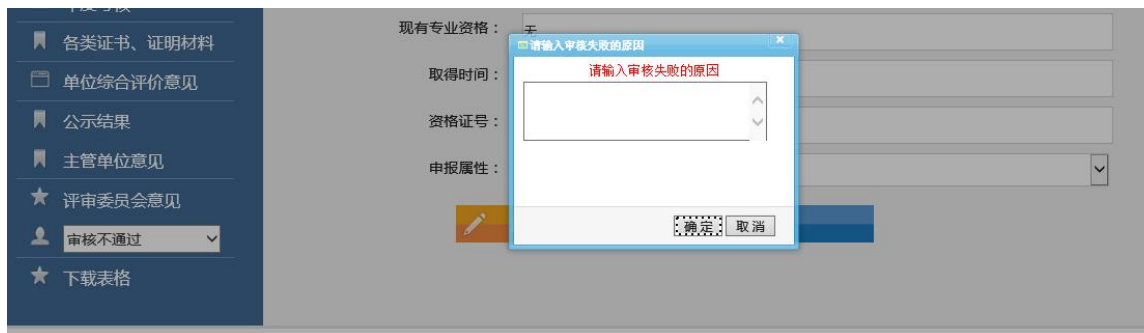 各类证书、证明材料
单位综合评价意见
公示结果
主管单位意见
评审委员会意见
审核不通过
下载表格
现有专业资格：
无
取得时间：
资格证号：
申报属性：
请输入审核失败的原因
请输入审核失败的原因
确定
取消